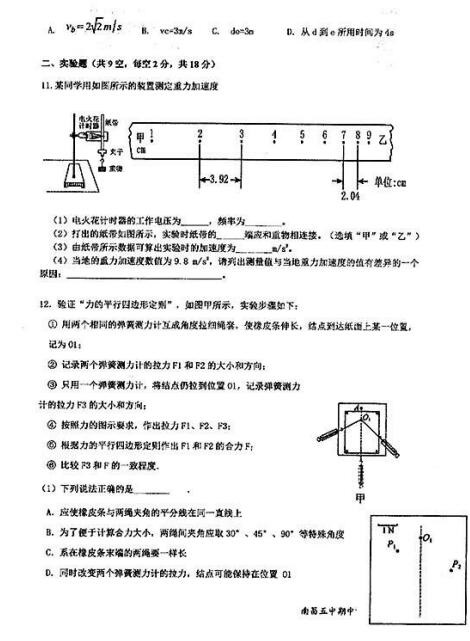 A. v_b=2√2m/s  B. vc=3m/s  C. de=3m  D. 从d到e所用时间为4s
二、实验题（共9空，每空2分，共18分）
11.某同学用如图所示的装置测定重力加速度
电火花 纸带
计时器
夹子
重物
甲 1 2 3 4 5 6 7 8 9 乙
cm
3.92
2.04
单位:cm
（1）电火花计时器的工作电压为____，频率为____。
（2）打出的纸带如图所示，实验时纸带的____端应和重物相连接。（选填“甲”或“乙”）
（3）由纸带所示数据可算出实验时的加速度为____m/s²。
（4）当地的重力加速度数值为9.8 m/s²，请列出测量值与当地重力加速度的值有差异的一个
原因：____。
12. 验证“力的平行四边形定则”，如图甲所示，实验步骤如下：
① 用两个相同的弹簧测力计互成角度拉细绳套，使橡皮条伸长，结点到达纸面上某一位置，
记为O1；
② 记录两个弹簧测力计的拉力F1和F2的大小和方向；
③ 只用一个弹簧测力计，将结点仍拉到位置O1，记录弹簧测力
计的拉力F3的大小和方向；
④ 按照力的图示要求，作出拉力F1、F2、F3；
⑤ 根据力的平行四边形定则作出F1和F2的合力F；
⑥ 比较F3和F的一致程度.
A
O1
甲
（1）下列说法正确的是____.
A. 应使橡皮条与两绳夹角的平分线在同一直线上
B. 为了便于计算合力大小，两绳间夹角应取30°、45°、90°等特殊角度
C. 系在橡皮条末端的两绳要一样长
D. 同时改变两个弹簧测力计的拉力，结点可能保持在位置 O1
1N
P1
O1
P2
南昌五中期中